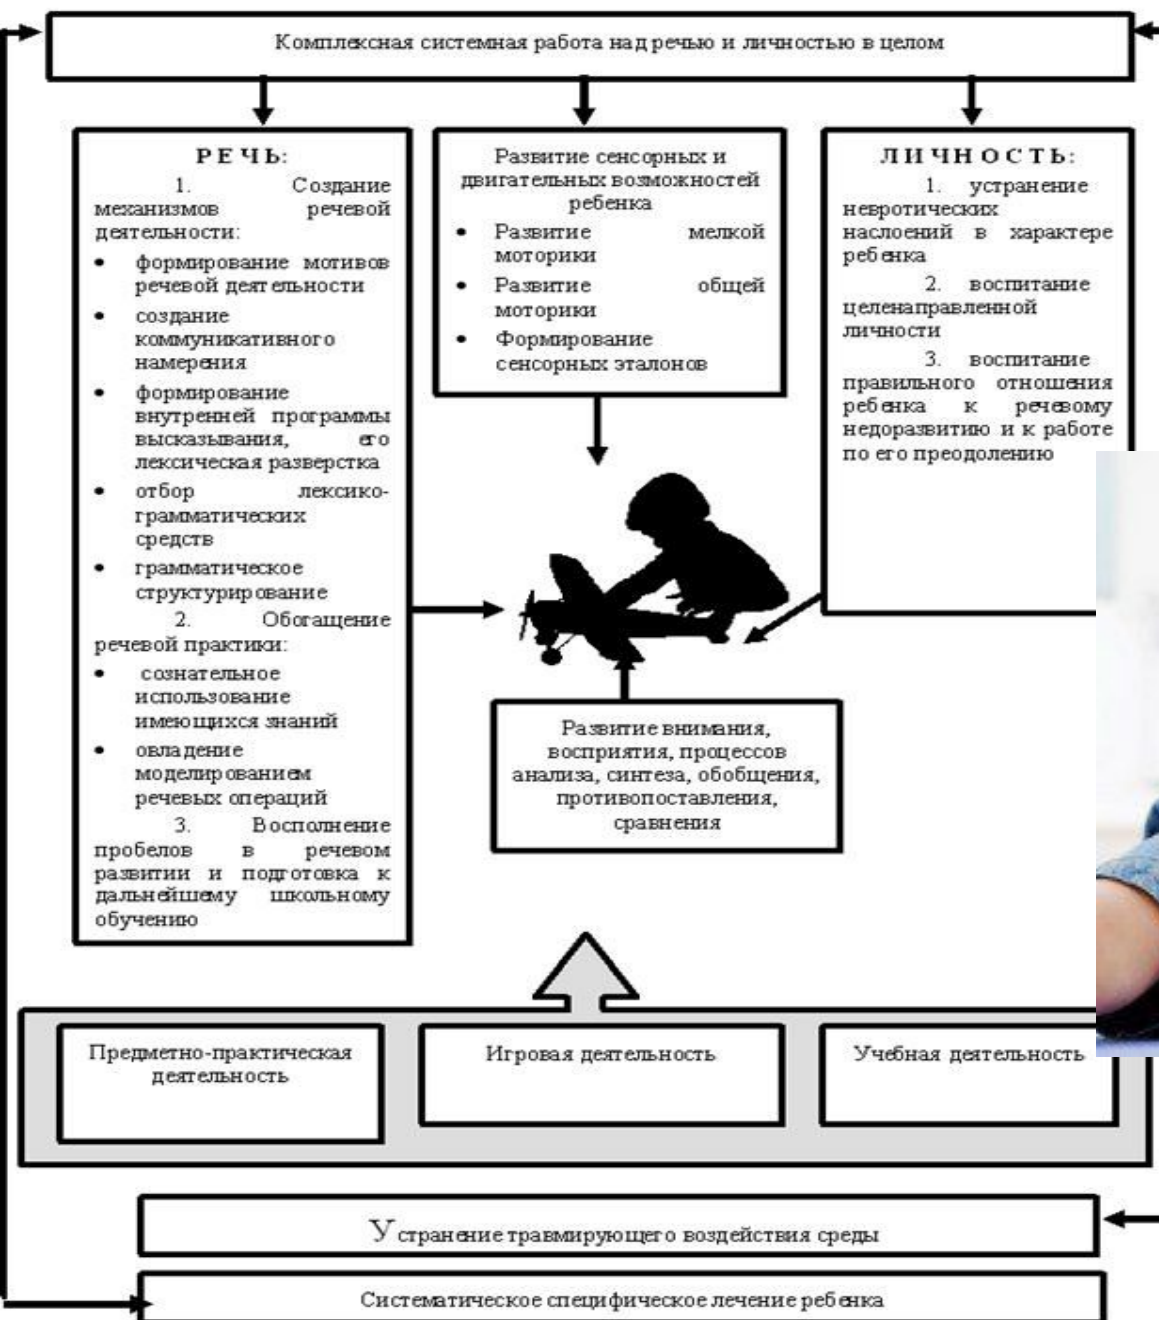 Комплексная системная работа над речью и личностью в целом
РЕЧЬ:
1. Создание
механизмов речевой
деятельности:
• формирование мотивов
речевой деятельности
• создание
коммуникативного
намерения
• формирование
внутренней программы
высказывания, его
лексическая разверстка
• отбор лексико-
грамматических
средств
• грамматическое
структурирование
2. Обогащение
речевой практики:
• сознательное
использование
имеющихся знаний
• овладение
моделированием
речевых операций
3. Восполнение
пробелов в речевом
развитии и подготовка к
дальнейшему школьному
обучению
Развитие сенсорных и
двигательных возможностей
ребенка
• Развитие мелкой
моторики
• Развитие общей
моторики
• Формирование
сенсорных эталонов
ЛИЧНОСТЬ:
1. устранение
невротических
наслоений в характере
ребенка
2. воспитание
целенаправленной
личности
3. воспитание
правильного отношения
ребенка к речевому
недоразвитию и к работе
по его преодолению
Развитие внимания,
восприятия, процессов
анализа, синтеза, обобщения,
противопоставления,
сравнения
Предметно-практическая
деятельность
Игровая деятельность
Учебная деятельность
Устранение травмирующего воздействия среды
Систематическое специфическое лечение ребенка